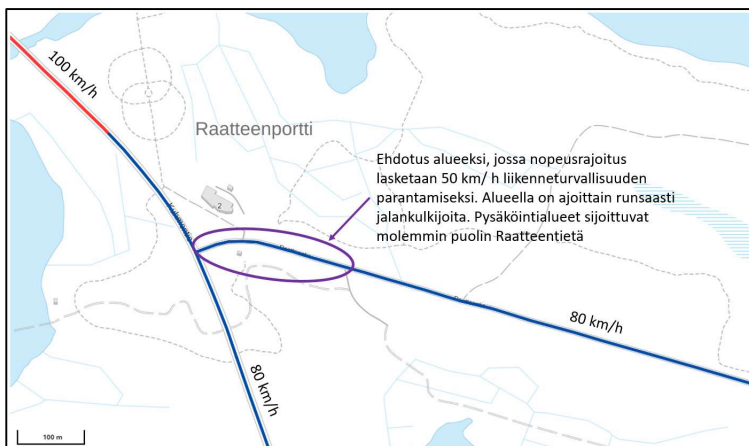 100 km/h
Raatteenportti
Ehdotus alueeksi, jossa nopeusrajoitus
lasketaan 50 km/ h liikenneturvallisuuden
parantamiseksi. Alueella on ajoittain runsaasti
jalankulkijoita. Pysäköintialueet sijoittuvat
molemmin puolin Raatteentietä
2
80 km/h
80 km/h
100 m